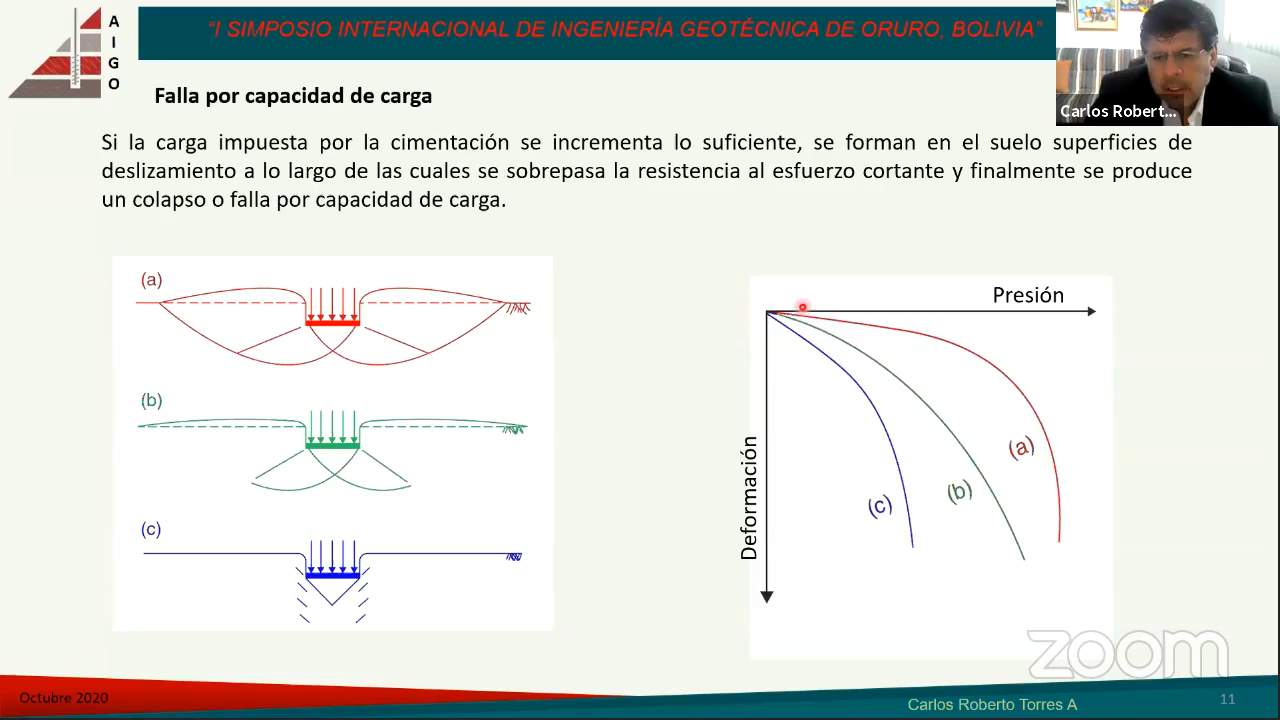 A
I
G
O
“I SIMPOSIO INTERNACIONAL DE INGENIERÍA GEOTÉCNICA DE ORURO, BOLIVIA”
Carlos Robert...
Falla por capacidad de carga
Si la carga impuesta por la cimentación se incrementa lo suficiente, se forman en el suelo superficies de
deslizamiento a lo largo de las cuales se sobrepasa la resistencia al esfuerzo cortante y finalmente se produce
un colapso o falla por capacidad de carga.
(a)
(b)
(c)
Presión
Deformación
(a)
(b)
(c)
zoom
Octubre 2020
Carlos Roberto Torres A
11